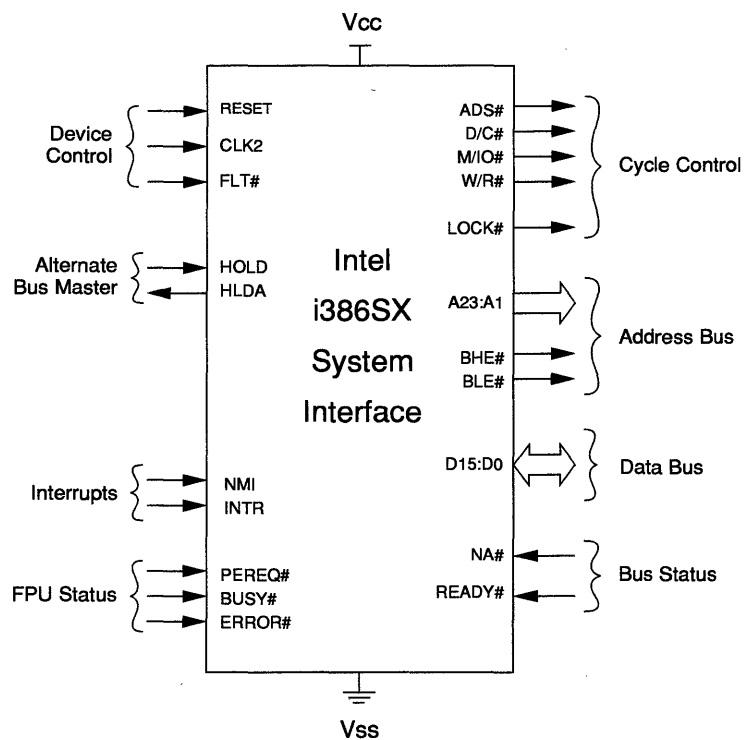 Vcc
Device
Control
RESET
CLK2
FLT#
Alternate
Bus Master
HOLD
HLDA
Interrupts
NMI
INTR
FPU Status
PEREQ#
BUSY#
ERROR#
Intel
i386SX
System
Interface
ADS#
D/C#
M/IO#
W/R#
LOCK#
Cycle Control
A23:A1
BHE#
BLE#
Address Bus
D15:D0
Data Bus
NA#
READY#
Bus Status
Vss